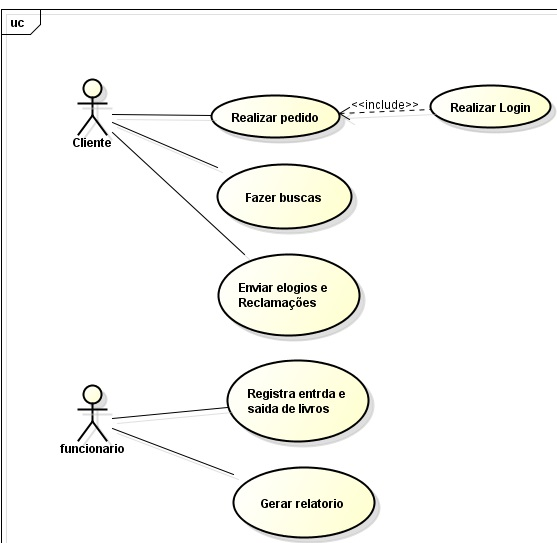 uc
Realizar pedido
<<include>>
Realizar Login
Cliente
Fazer buscas
Enviar elogios e
Reclamações
Registra entrda e
saida de livros
funcionario
Gerar relatorio